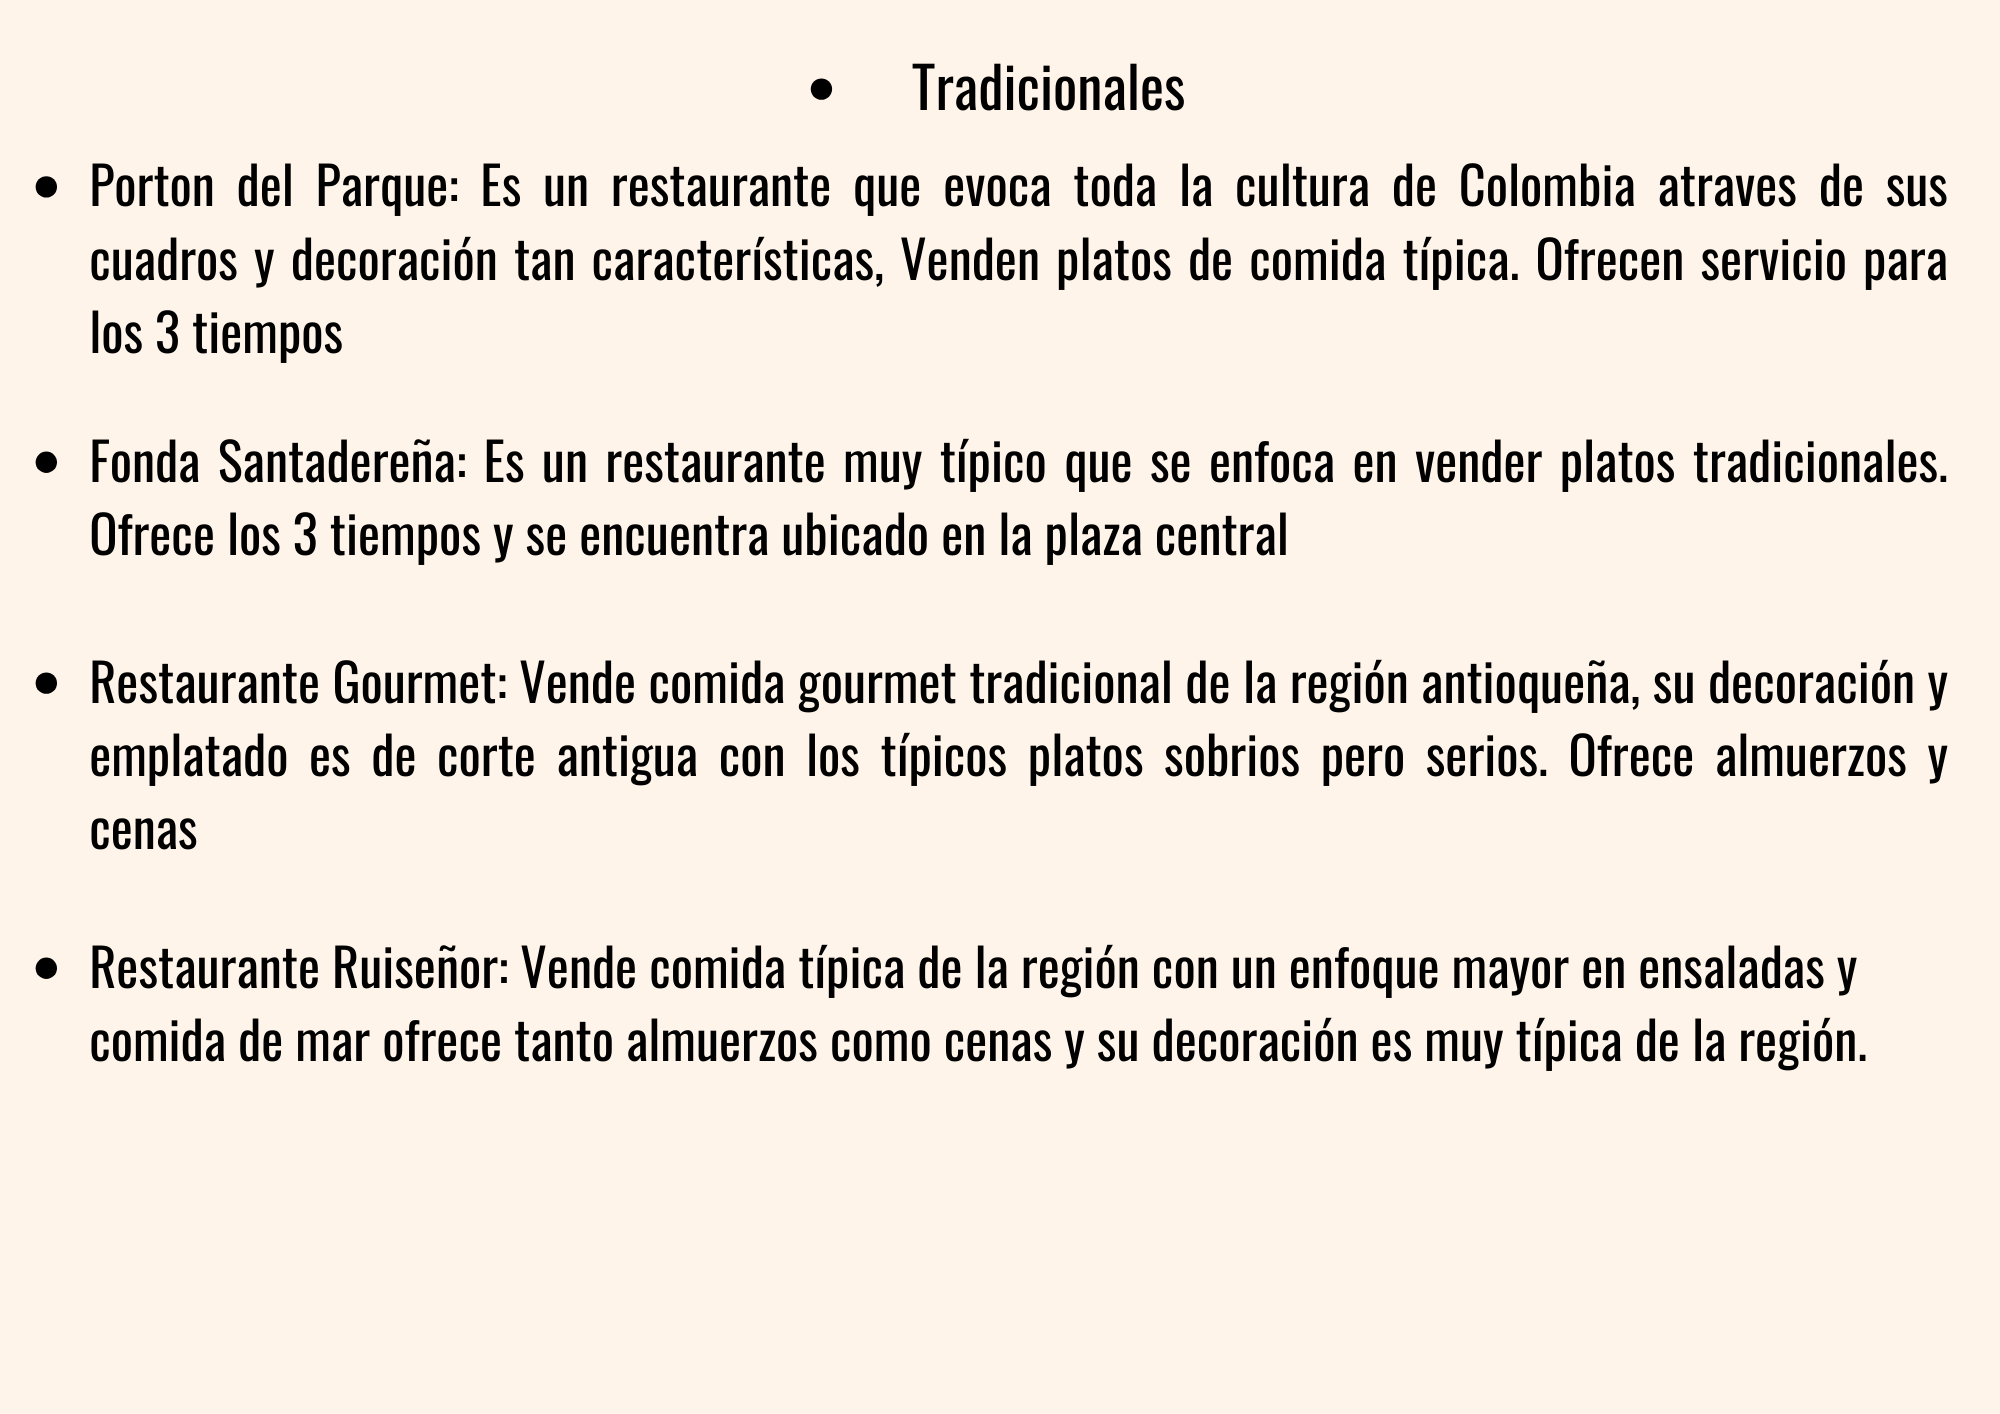 • Tradicionales
• Porton del Parque: Es un restaurante que evoca toda la cultura de Colombia atraves de sus
cuadros y decoración tan características, Venden platos de comida típica. Ofrecen servicio para
los 3 tiempos
• Fonda Santadereña: Es un restaurante muy típico que se enfoca en vender platos tradicionales.
Ofrece los 3 tiempos y se encuentra ubicado en la plaza central
• Restaurante Gourmet: Vende comida gourmet tradicional de la región antioqueña, su decoración y
emplatado es de corte antigua con los típicos platos sobrios pero serios. Ofrece almuerzos y
cenas
• Restaurante Ruiseñor: Vende comida típica de la región con un enfoque mayor en ensaladas y
comida de mar ofrece tanto almuerzos como cenas y su decoración es muy típica de la región.